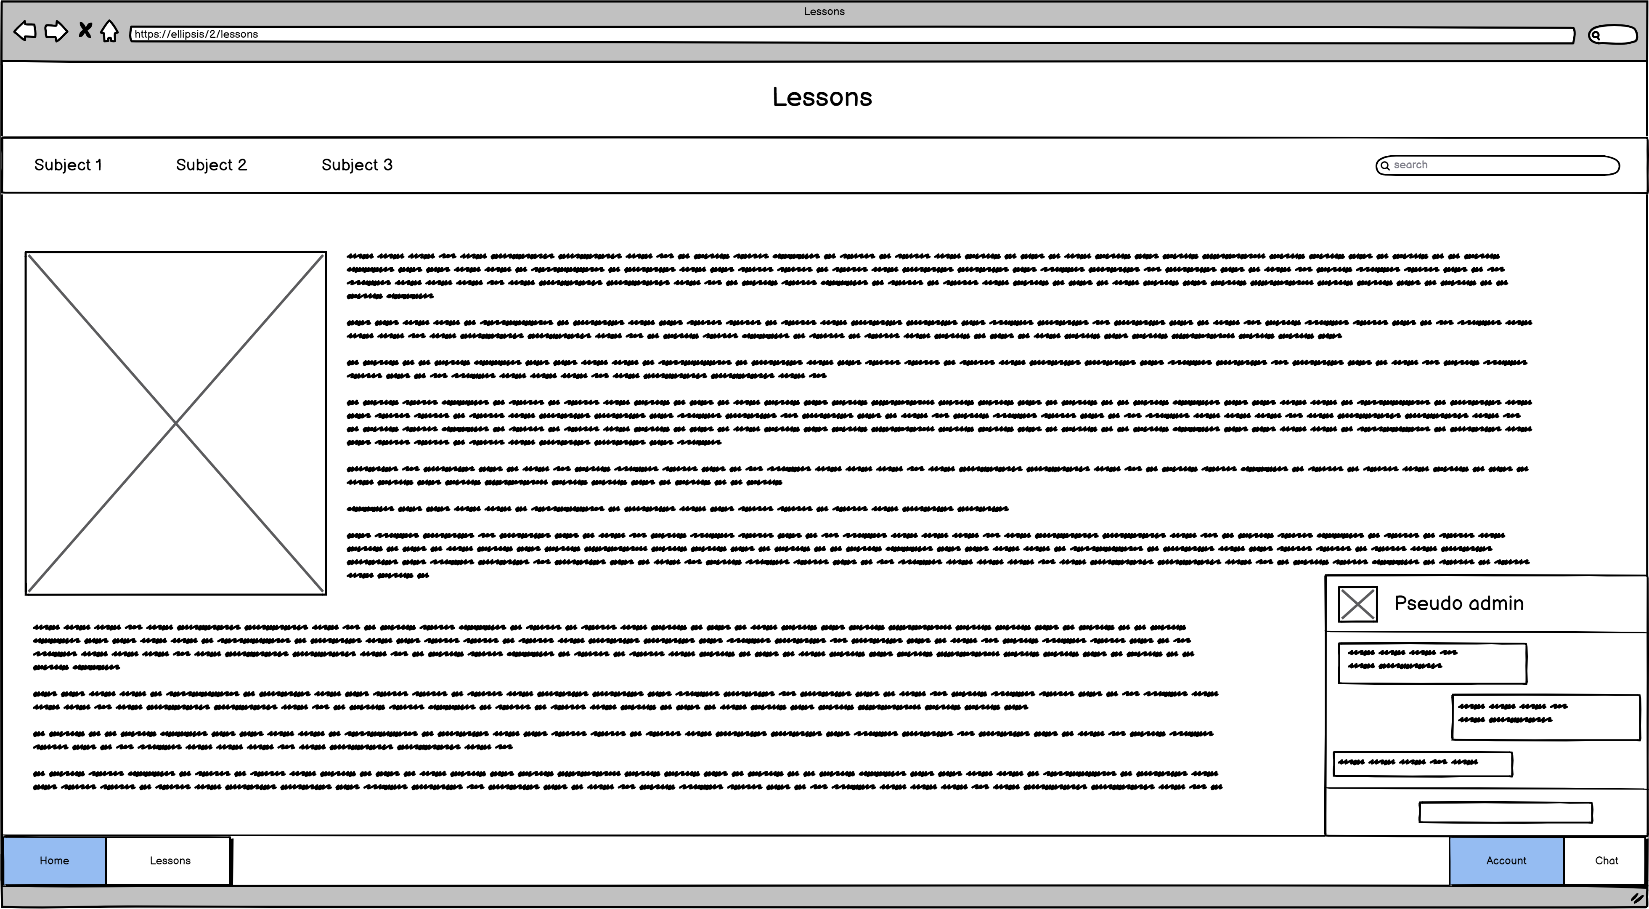 Lessons
https://ellipsis/2/lessons
Lessons
Subject 1 Subject 2 Subject 3 search
Pseudo admin
Home Lessons Account Chat